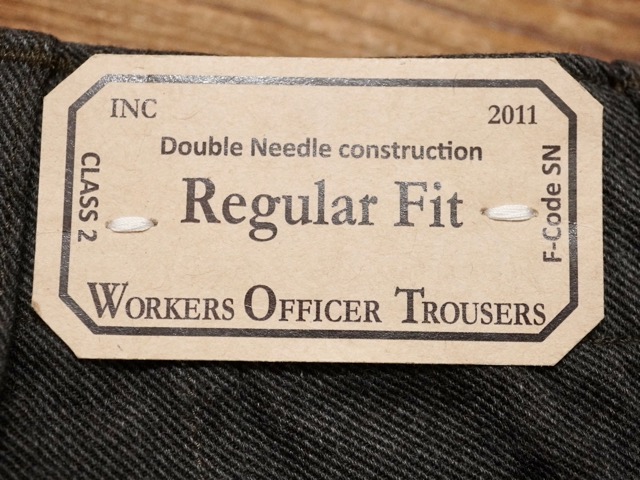 INC
2011
Double Needle construction
CLASS 2
Regular Fit
F-Code SN
WORKERS OFFICER TROUSERS